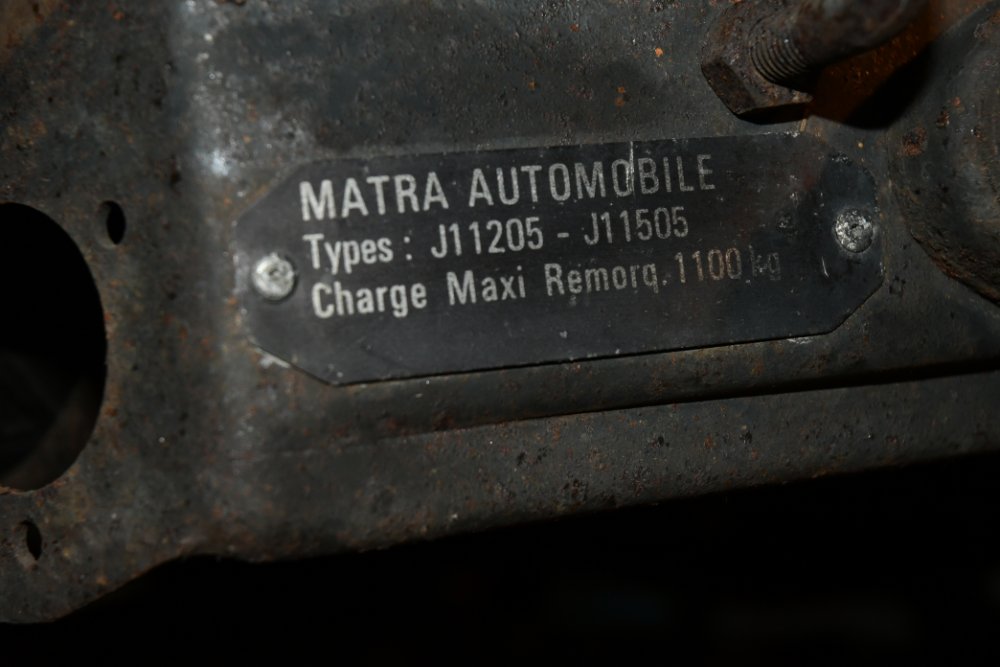 MATRA AUTOMOBILE
Types : J11205 - J11505
Charge Maxi Remorq. 1100 kg